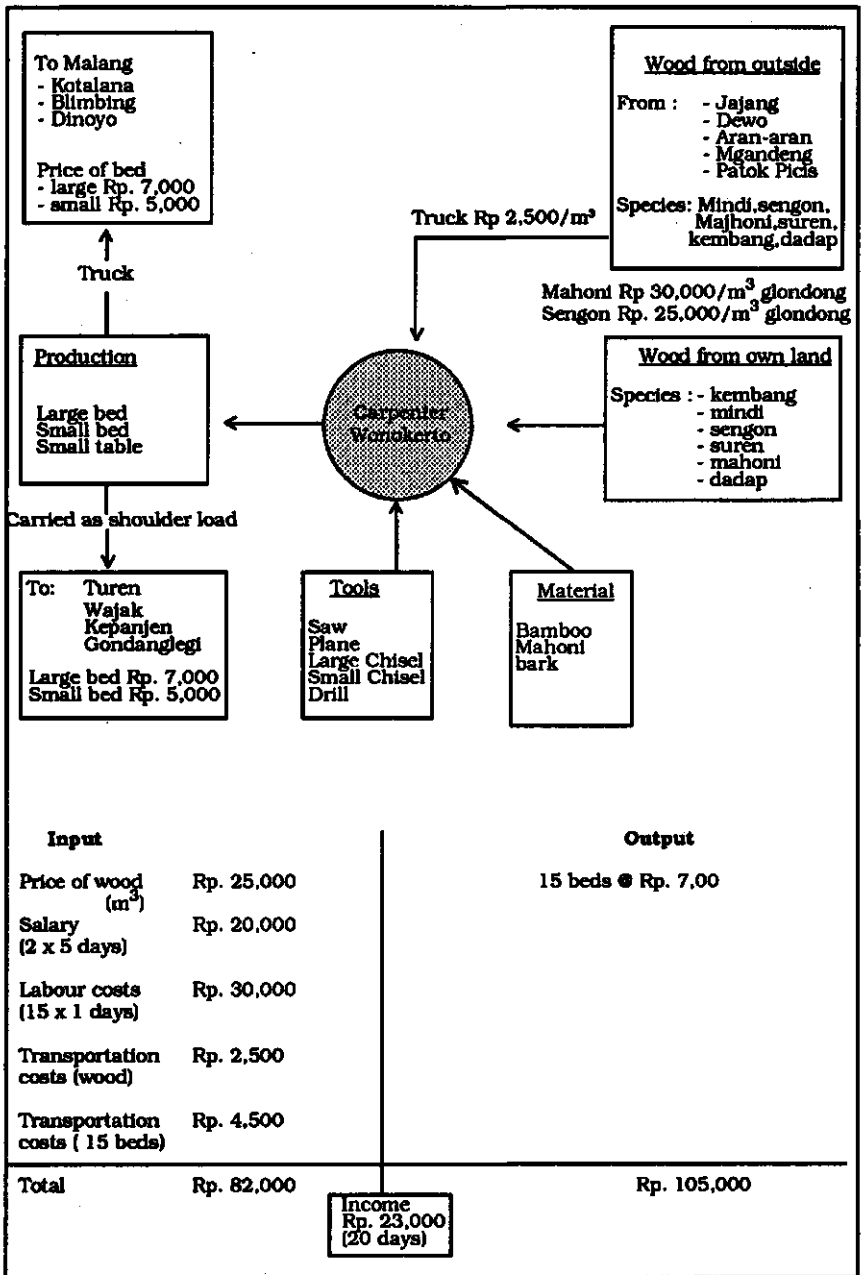 To Malang
- Kotalana
- Blimbing
- Dinoyo
Price of bed
- large Rp. 7,000
- small Rp. 5,000
Truck
Wood from outside
From : - Jajang
- Dewo
- Aran-aran
- Mgandeng
- Patok Picis
Species: Mindi,sengon,
Majhoni,suren,
kembang,dadap
Truck Rp 2,500/m³
Mahoni Rp 30,000/m³ glondong
Sengon Rp. 25,000/m³ glondong
Production
Large bed
Small bed
Small table
Carpenter
Wonokerto
Wood from own land
Species : - kembang
- mindi
- sengon
- suren
- mahoni
- dadap
Carried as shoulder load
To: Turen
Wajak
Kepanjen
Gondanglegi
Large bed Rp. 7,000
Small bed Rp. 5,000
Tools
Saw
Plane
Large Chisel
Small Chisel
Drill
Material
Bamboo
Mahoni
bark
Input Output
Price of wood Rp. 25,000 15 beds @ Rp. 7,00
(m³)
Salary Rp. 20,000
(2 x 5 days)
Labour costs Rp. 30,000
(15 x 1 days)
Transportation Rp. 2,500
costs (wood)
Transportation Rp. 4,500
costs ( 15 beds)
Total Rp. 82,000 Rp. 105,000
Income
Rp. 23,000
(20 days)